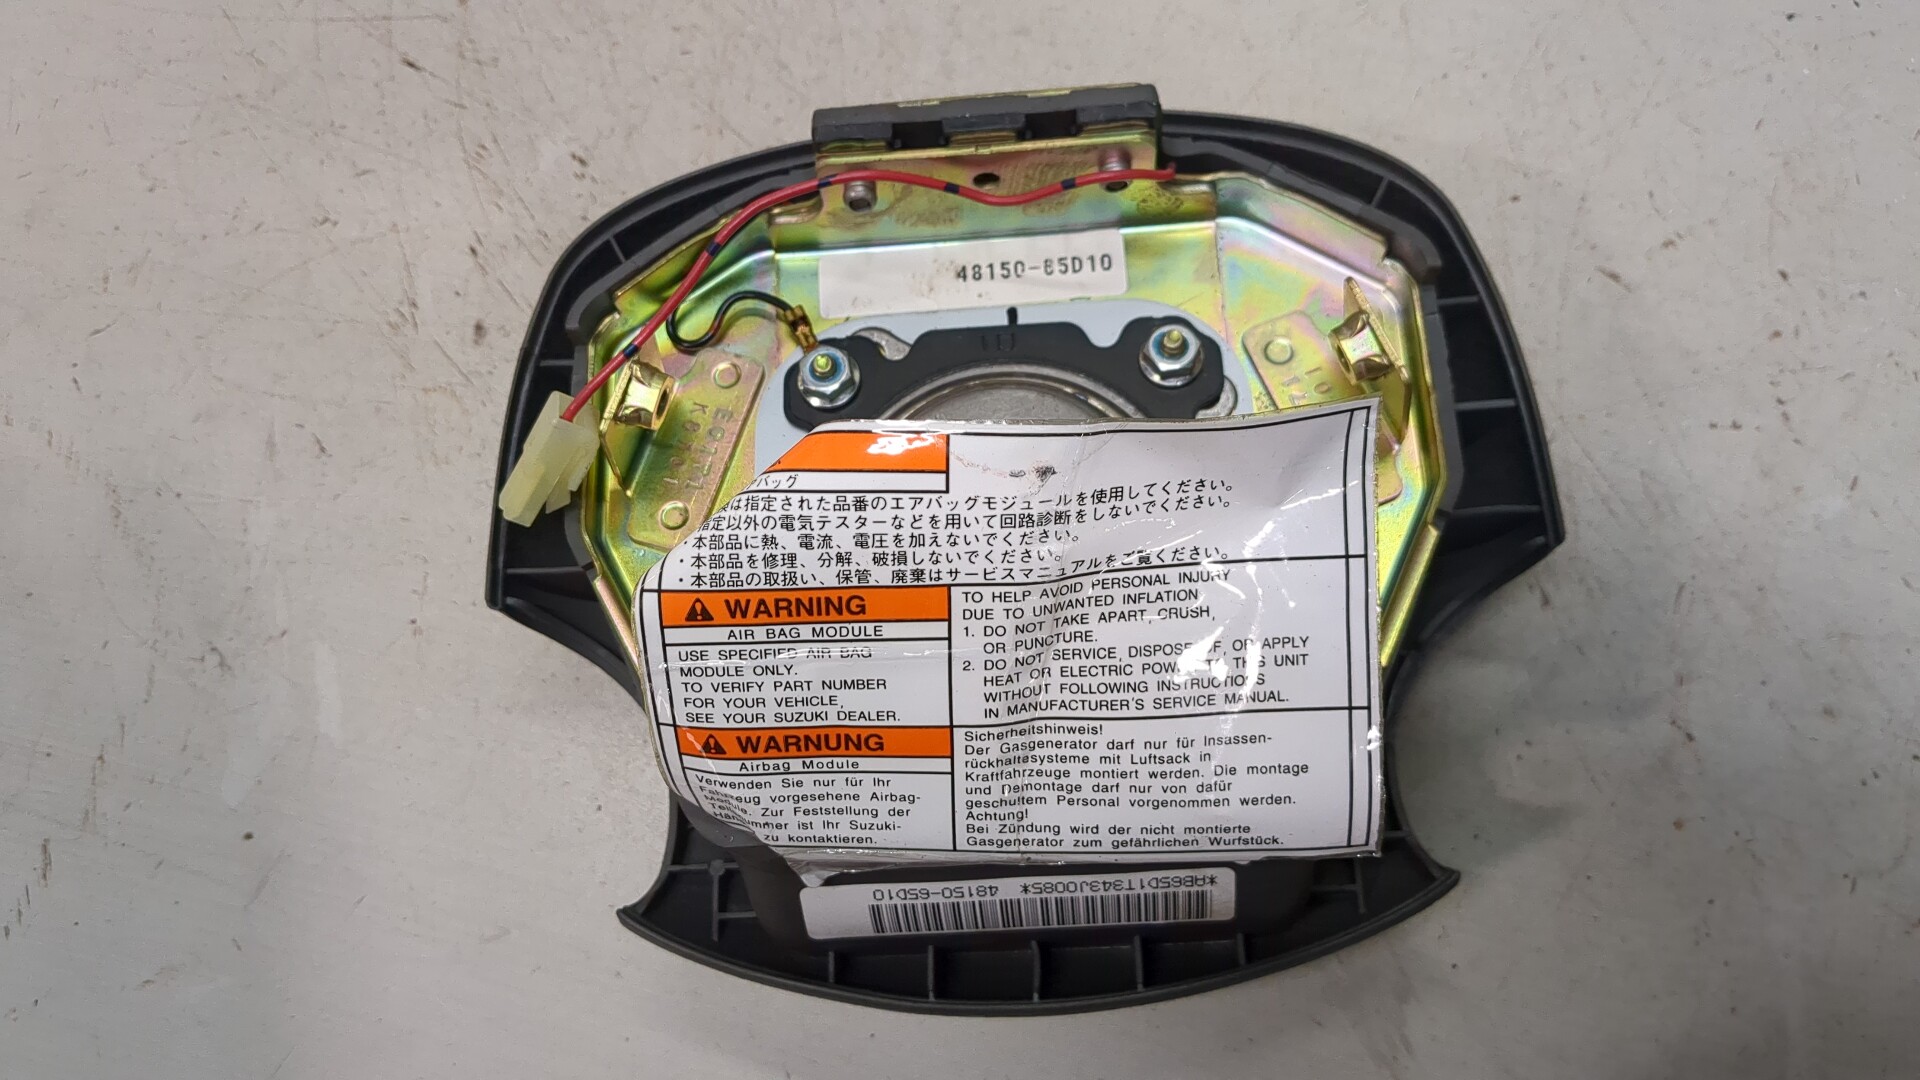 48150-65D10
バッグ
は指定された品番のエアバッグモジュールを使用してください。
指定以外の電気テスターなどを用いて回路診断をしないでください。
・本部品に熱、電流、電圧を加えないでください。
・本部品を修理、分解、破損しないでください。
・本部品の取扱い、保管、廃棄はサービスマニュアルをご覧ください。
WARNING
AIR BAG MODULE
USE SPECIFIED AIR BAG
MODULE ONLY.
TO VERIFY PART NUMBER
FOR YOUR VEHICLE,
SEE YOUR SUZUKI DEALER.
TO HELP AVOID PERSONAL INJURY
DUE TO UNWANTED INFLATION
1. DO NOT TAKE APART, CRUSH,
OR PUNCTURE.
2. DO NOT SERVICE, DISPOSE OF, OR APPLY
HEAT OR ELECTRIC POWER TO THIS UNIT
WITHOUT FOLLOWING INSTRUCTIONS
IN MANUFACTURER'S SERVICE MANUAL.
WARNUNG
Airbag Module
Verwenden Sie nur für Ihr
Fahrzeug vorgesehene Airbag-
Teile. Zur Feststellung der
ist Ihr Suzuki-
zu kontaktieren.
Sicherheitshinweis!
Der Gasgenerator darf nur für Insassen-
rückhaltesysteme mit Luftsack in
Kraftfahrzeuge montiert werden. Die montage
und Demontage darf nur von dafür
geschultem Personal vorgenommen werden.
Achtung!
Bei Zündung wird der nicht montierte
Gasgenerator zum gefährlichen Wurfstück.
*AB65D1T343J0085* 48150-65D10